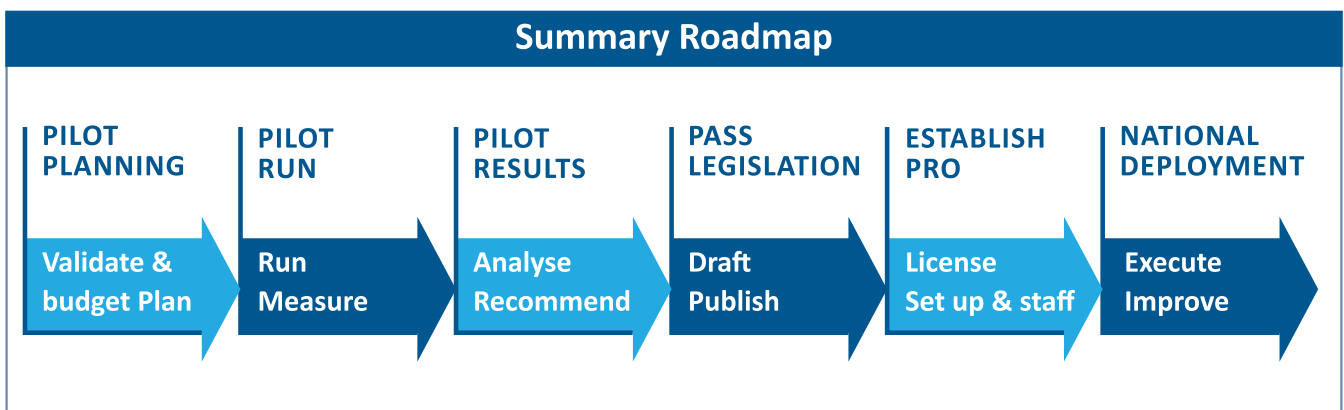 Summary Roadmap
PILOT
PLANNING
Validate &
budget Plan
PILOT
RUN
Run
Measure
PILOT
RESULTS
Analyse
Recommend
PASS
LEGISLATION
Draft
Publish
ESTABLISH
PRO
License
Set up & staff
NATIONAL
DEPLOYMENT
Execute
Improve